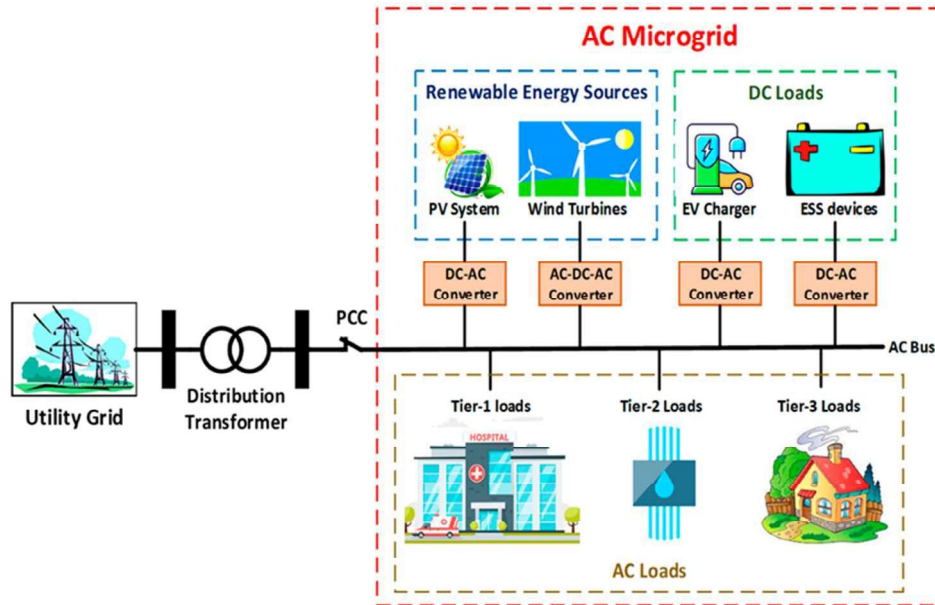 AC Microgrid
Renewable Energy Sources
DC Loads
PV System
Wind Turbines
EV Charger
ESS devices
DC-AC
Converter
AC-DC-AC
Converter
DC-AC
Converter
DC-AC
Converter
PCC
AC Bus
Utility Grid
Distribution
Transformer
Tier-1 loads
Tier-2 Loads
Tier-3 Loads
HOSPITAL
AC Loads